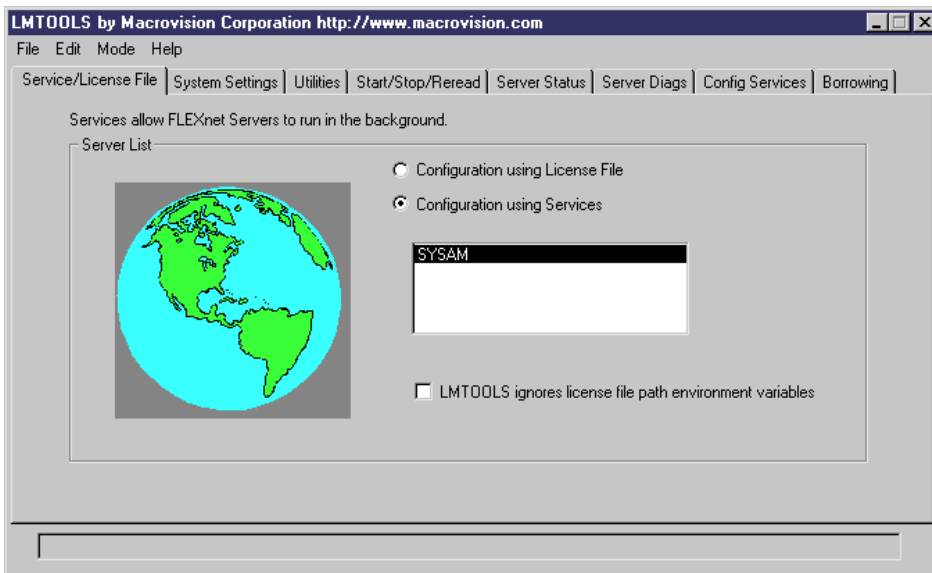 LMTOOLS by Macrovision Corporation http://www.macrovision.com
File Edit Mode Help
Service/License File System Settings Utilities Start/Stop/Reread Server Status Server Diags Config Services Borrowing
Services allow FLEXnet Servers to run in the background.
Server List
Configuration using License File
Configuration using Services
SYSAM
LMTOOLS ignores license file path environment variables